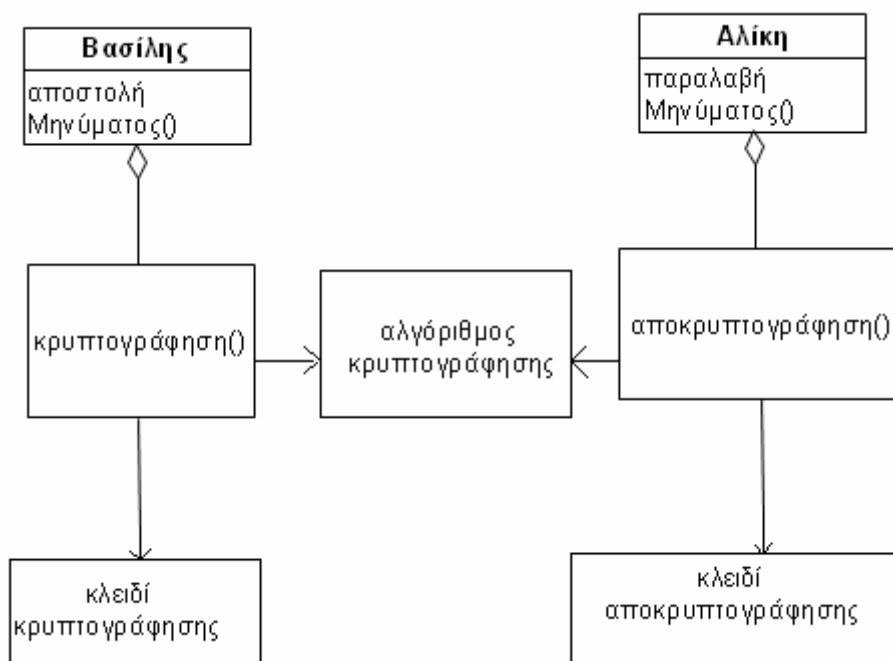 Βασίλης
αποστολή
Μηνύματος()
Αλίκη
παραλαβή
Μηνύματος()
κρυπτογράφηση()
αλγόριθμος
κρυπτογράφησης
αποκρυπτογράφηση()
κλειδί
κρυπτογράφησης
κλειδί
αποκρυπτογράφησης